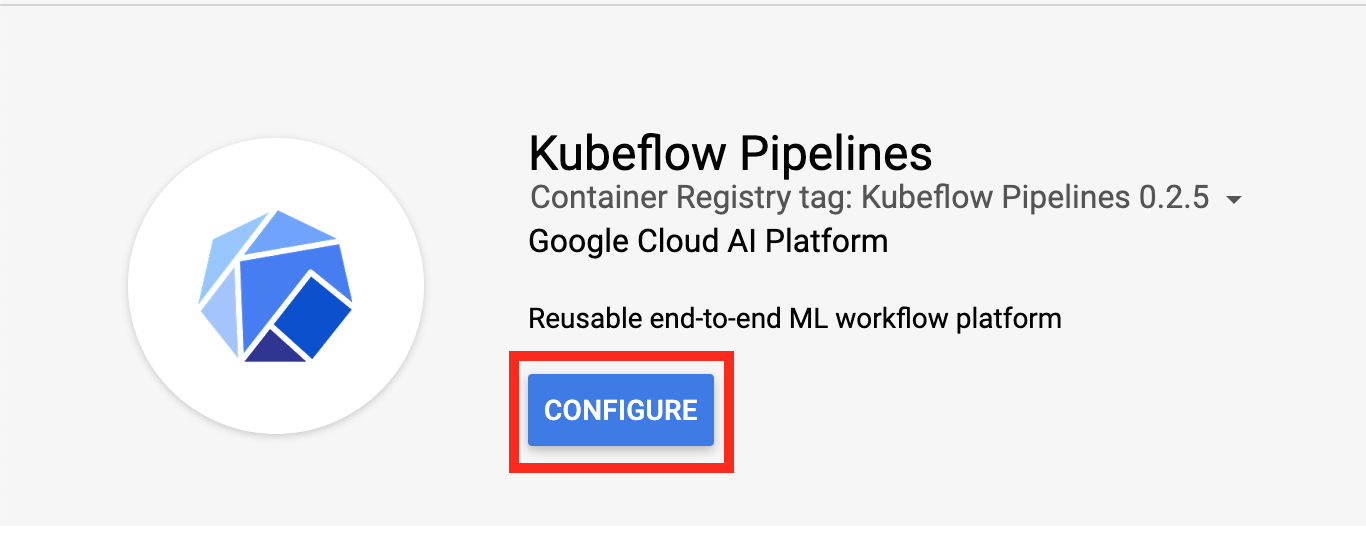 Kubeflow Pipelines
Container Registry tag: Kubeflow Pipelines 0.2.5
Google Cloud AI Platform
Reusable end-to-end ML workflow platform
CONFIGURE